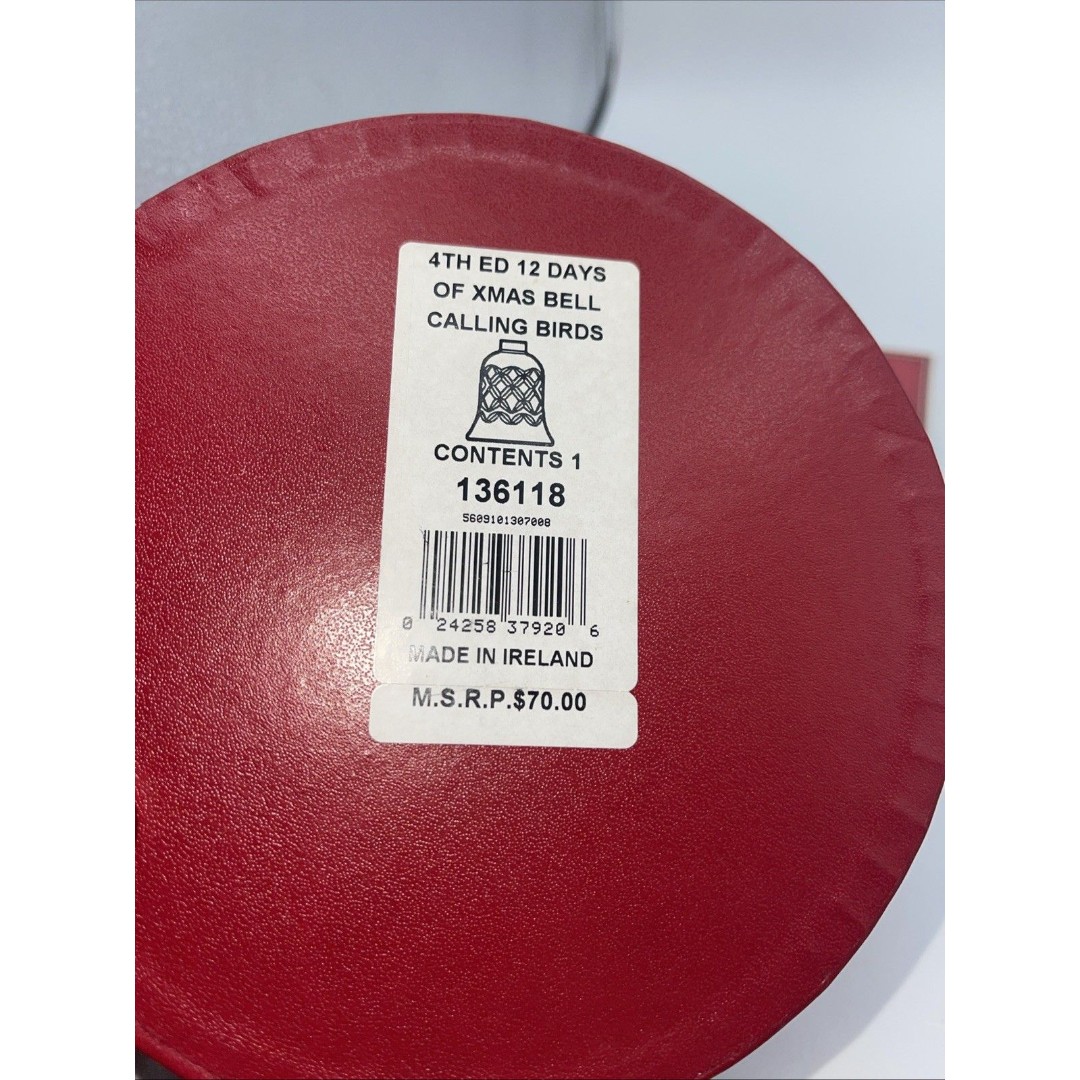 4TH ED 12 DAYS
OF XMAS BELL
CALLING BIRDS
CONTENTS 1
136118
5609101307008
0 24258 37920 6
MADE IN IRELAND
M.S.R.P.$70.00